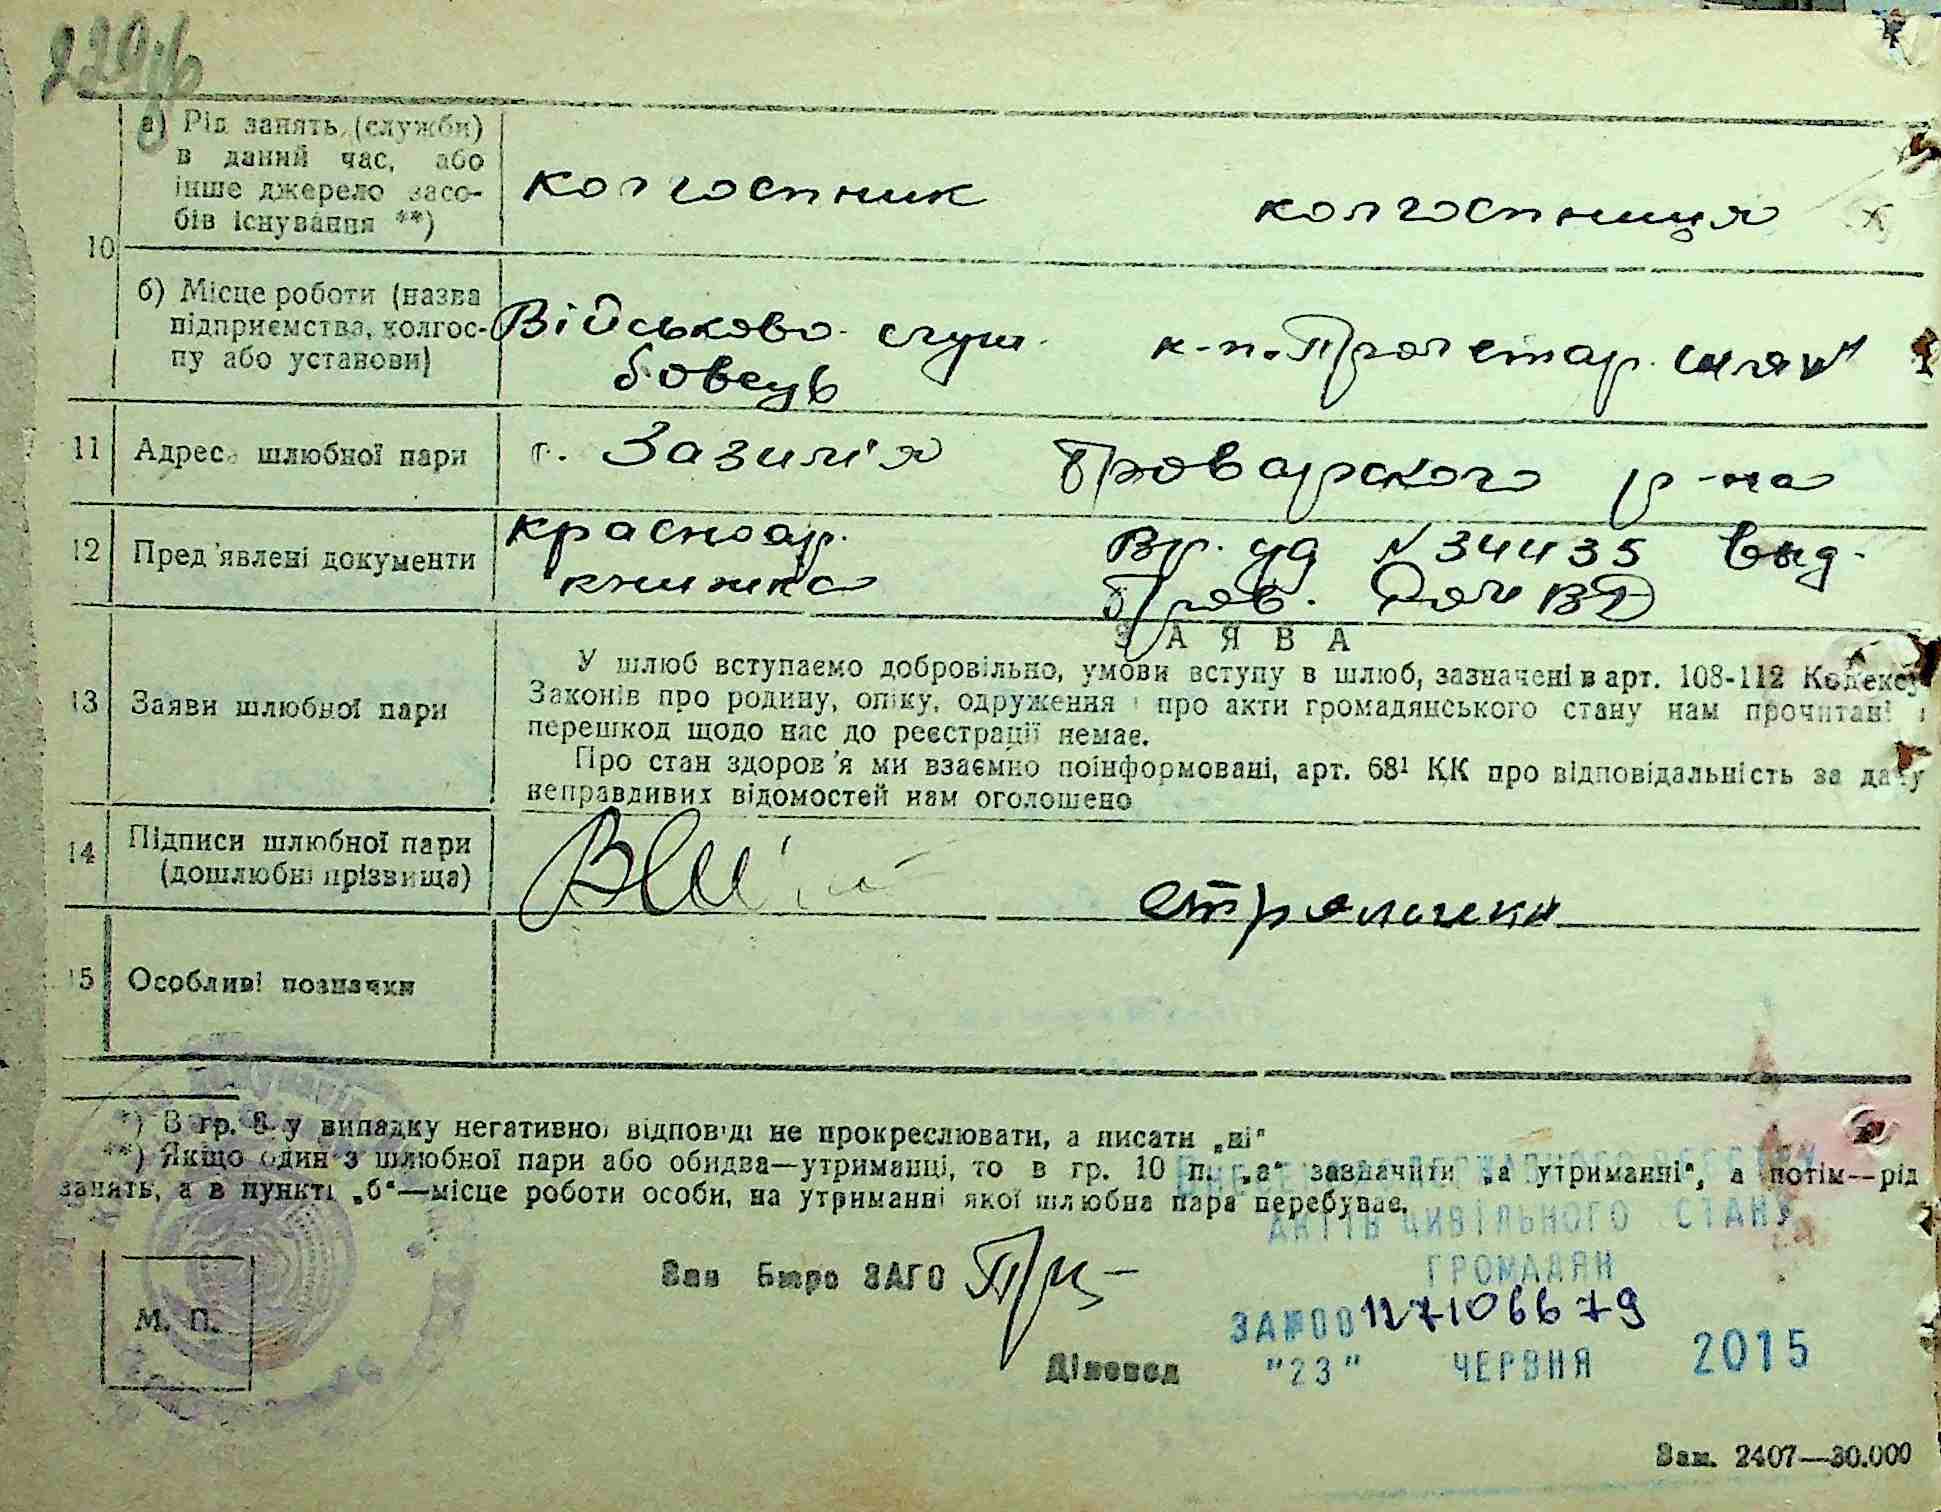 а) Рід занять (служби)
в даний час, або
інше джерело засо-
бів існування **)
колгоспник колгоспниця
10
б) Місце роботи (назва
підприємства, колгос-
пу або установи)
Військово-служ-
бовець
к-п. Пролетар. шлях
11 Адреса шлюбної пари
с. Зазимія Броварского р-на
12 Пред'явлені документи
красноар.
книжка
Вр. уд №34435 выд.
Бров.
ЗАЯВА
13 Заяви шлюбної пари
У шлюб вступаємо добровільно, умови вступу в шлюб, зазначені в арт. 108-112 Кодексу
Законів про родину, опіку, одруження і про акти громадянського стану нам прочитані і
перешкод щодо нас до реєстрації немає.
Про стан здоров'я ми взаємно поінформовані, арт. 68¹ КК про відповідальність за дачу
неправдивих відомостей нам оголошено
14 Підписи шлюбної пари
(дошлюбні прізвища)
15 Особливі позначки
*) В гр. 8 у випадку негативної відповіді не прокреслювати, а писати „ні“
**) Якщо один з шлюбної пари або обидва—утриманці, то в гр. 10 п. „а“ зазначити „а утриманні“, а потім—рід
занять, а в пункті „б“—місце роботи особи, на утриманні якої шлюбна пара перебуває.
АКТІВ ЦИВІЛЬНОГО СТАНУ
ГРОМАДЯН
Зав Бюро ЗАГС
ЗА №00
Діловод
"23" ЧЕРВНЯ 2015
М. П.
Зам. 2407—30.000